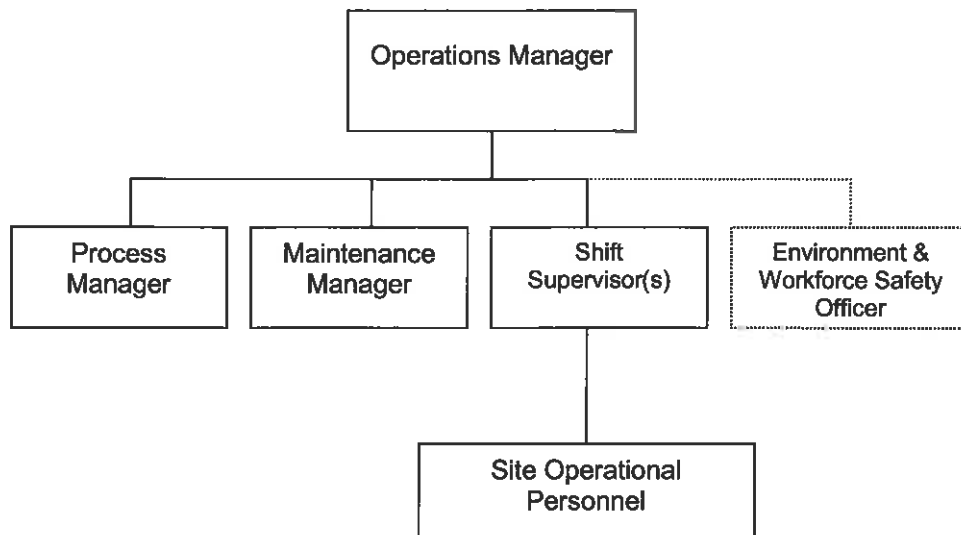 Operations Manager
Process
Manager
Maintenance
Manager
Shift
Supervisor(s)
Environment &
Workforce Safety
Officer
Site Operational
Personnel